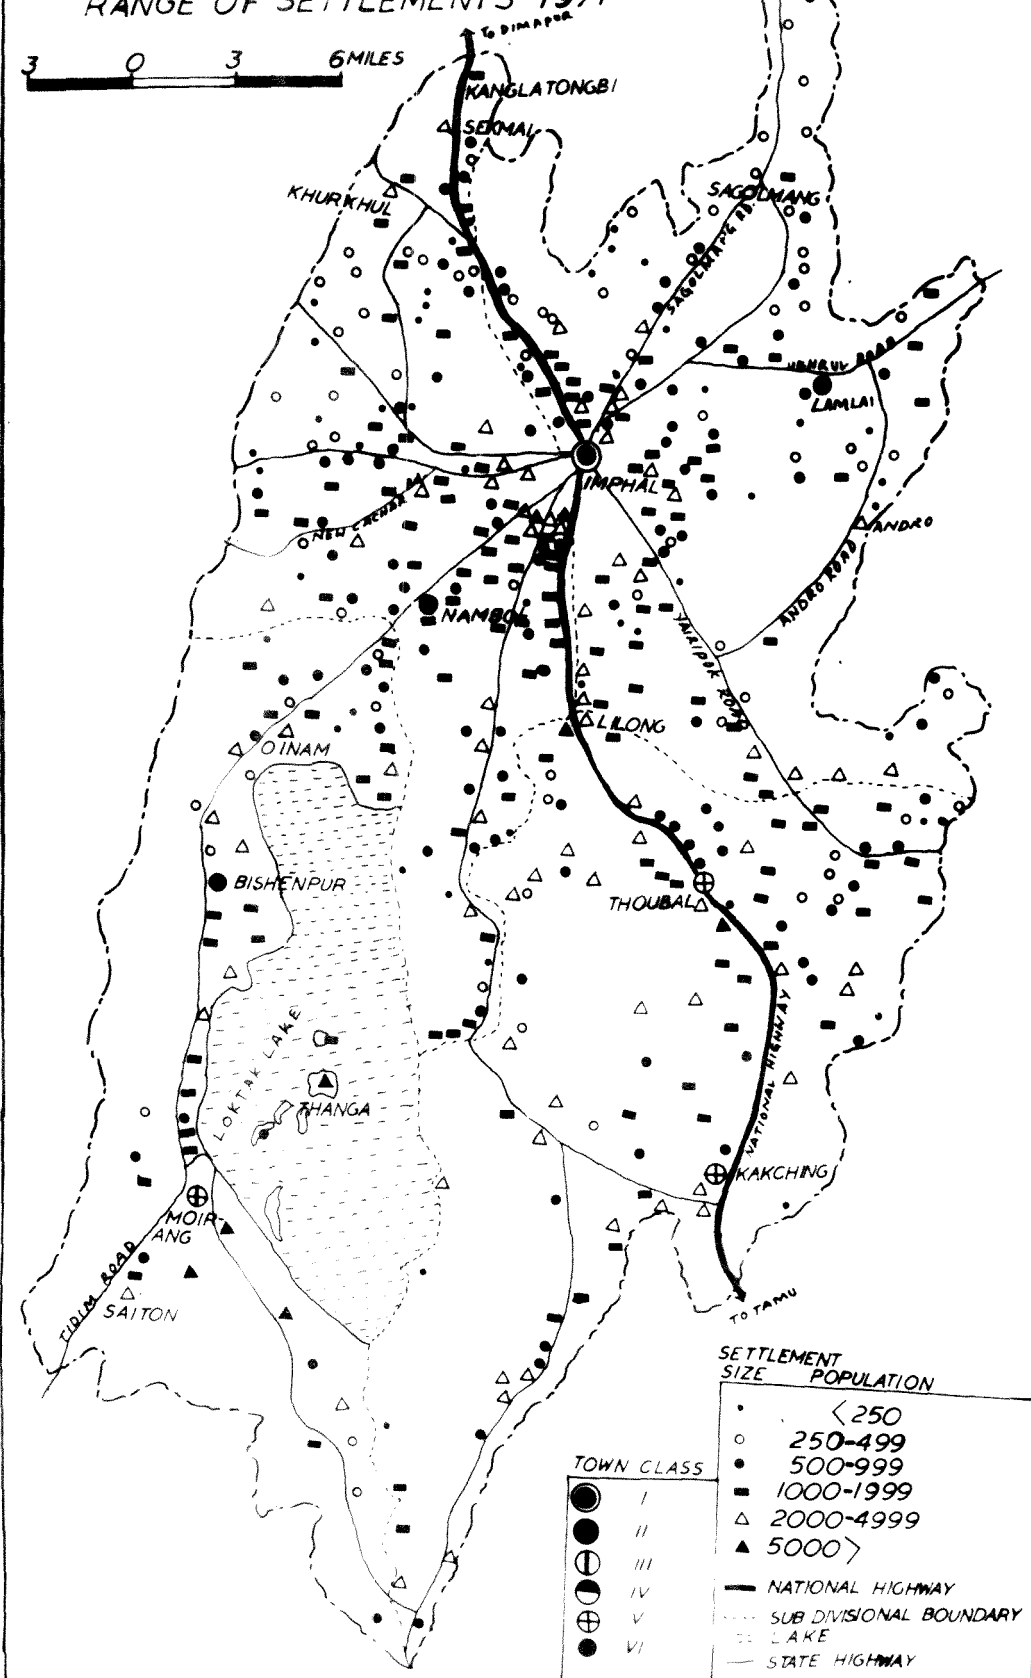 RANGE OF SETTLEMENTS 1971
TO DIMAPUR
3 0 3 6 MILES
KANGLATONGBI
SEKMAI
KHURKHUL
SAGOLMANG
SAGOLMANG RD.
ROAD
LAMLAI
IMPHAL
NEW CACHAR
ANDRO
ANDRO ROAD
NAMBOL
YAIRIPOK ROAD
LILONG
OINAM
BISHENPUR
THOUBAL
LOKTAK LAKE
NATIONAL HIGHWAY
THANGA
KAKCHING
MOIR-
ANG
TIDIM ROAD
SAITON
TO TAMU
SETTLEMENT
SIZE POPULATION
<250
250-499
500-999
1000-1999
2000-4999
5000>
TOWN CLASS
I
II
III
IV
V
VI
NATIONAL HIGHWAY
SUB DIVISIONAL BOUNDARY
LAKE
STATE HIGHWAY